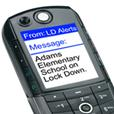 From: LD Alerts
Message:
Adams
Elementary
School on
Lock Down.